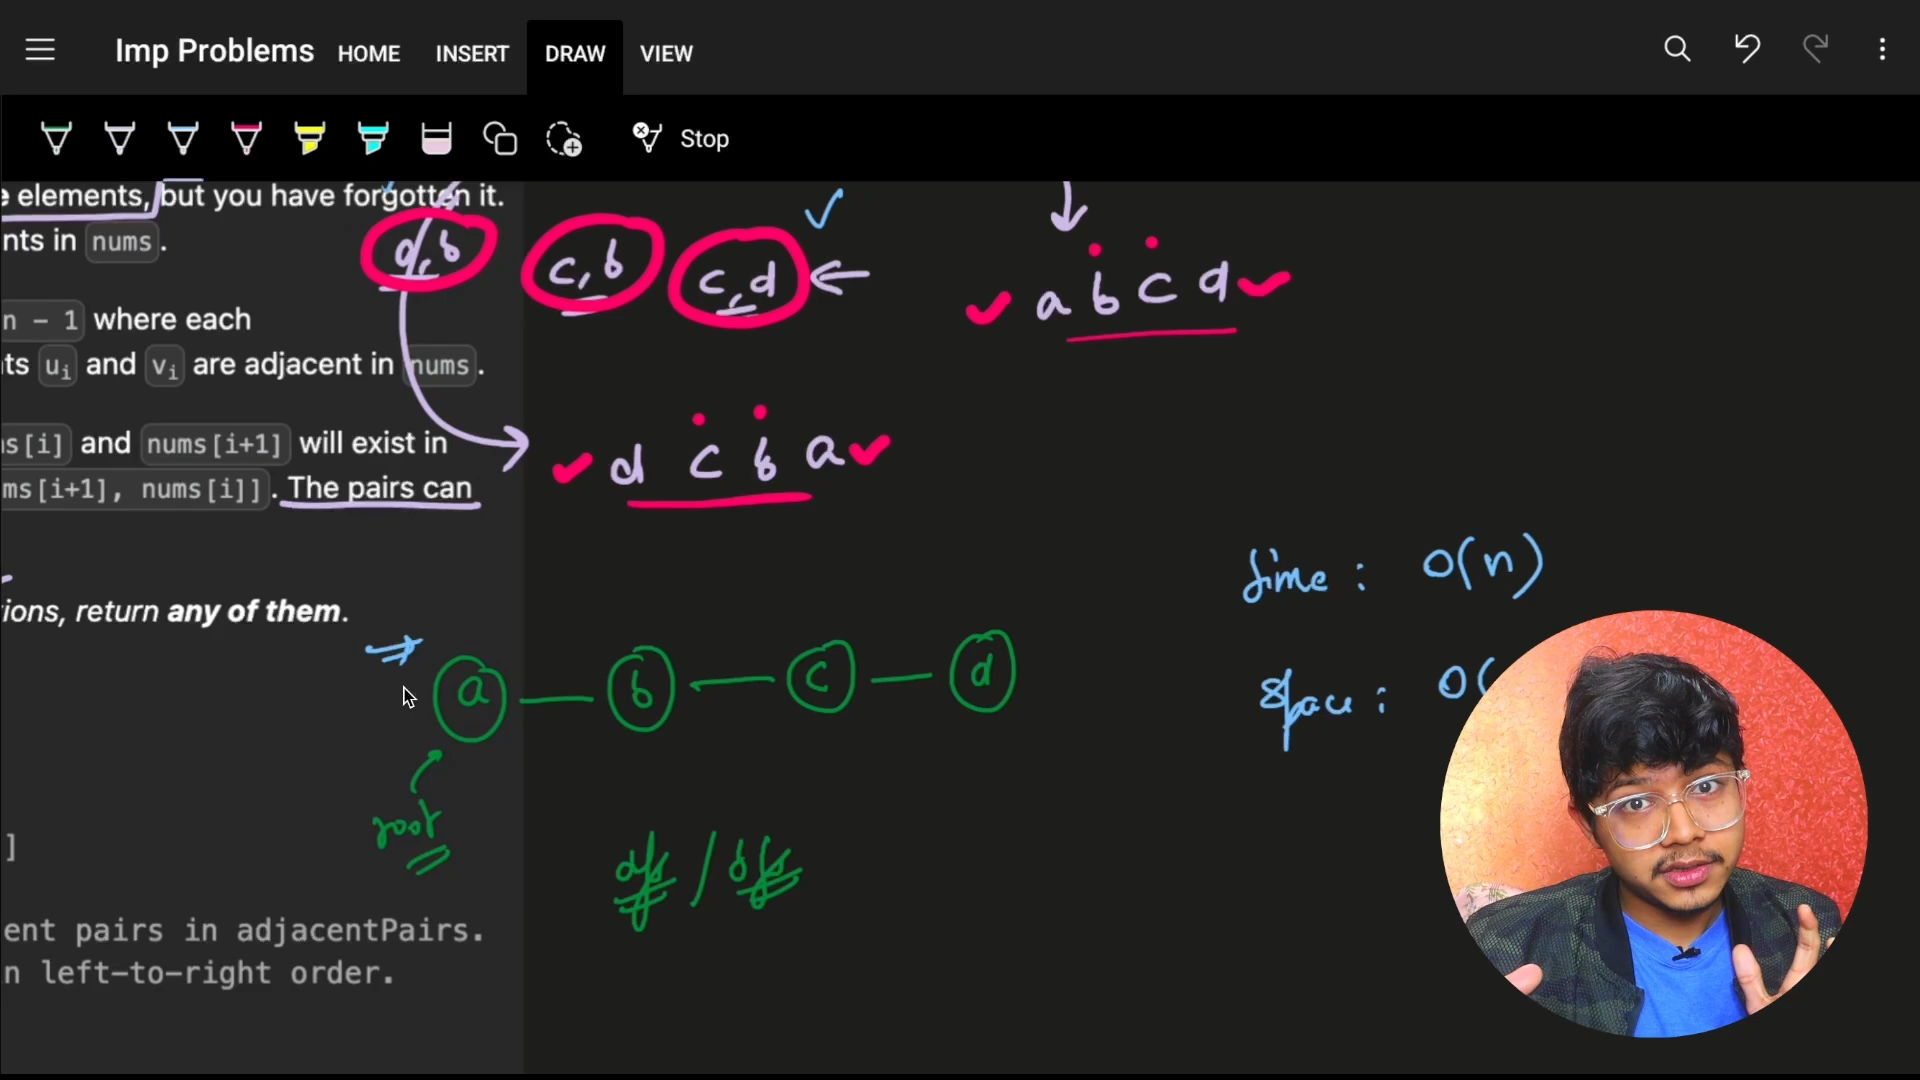 Imp Problems HOME INSERT DRAW VIEW
Stop
e elements, but you have forgotten it.
nts in nums.
n - 1 where each
ts ui and vi are adjacent in nums.
s[i] and nums[i+1] will exist in
ms[i+1], nums[i]]. The pairs can
ions, return any of them.
]
ent pairs in adjacentPairs.
n left-to-right order.
d,b c,b c,d
a b c d
d c b a
a b c d
root
dfs / bfs
time : O(n)
space : O(